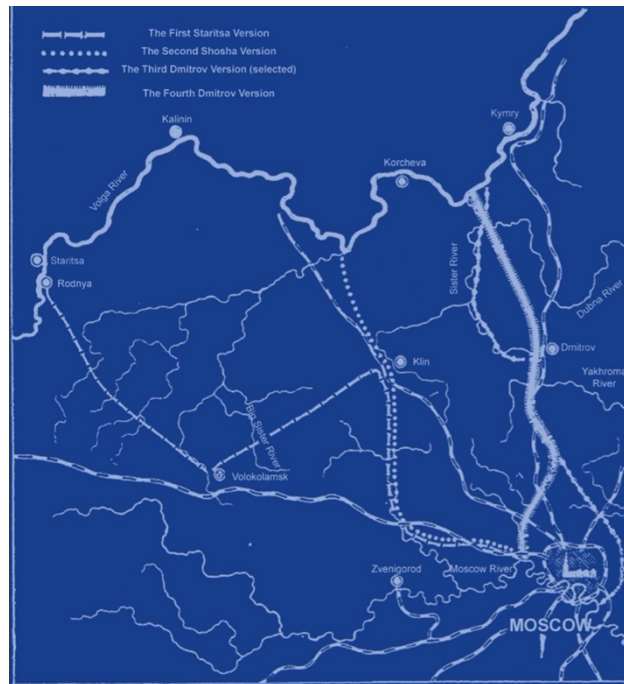 The First Staritsa Version
The Second Shosha Version
The Third Dmitrov Version (selected)
The Fourth Dmitrov Version
Kalinin
Kymry
Korcheva
Volga River
Staritsa
Rodnya
Sister River
Dubna River
Dmitrov
Klin
Yakhroma
River
Big Sister River
Volokolamsk
Zvenigorod
Moscow River
MOSCOW